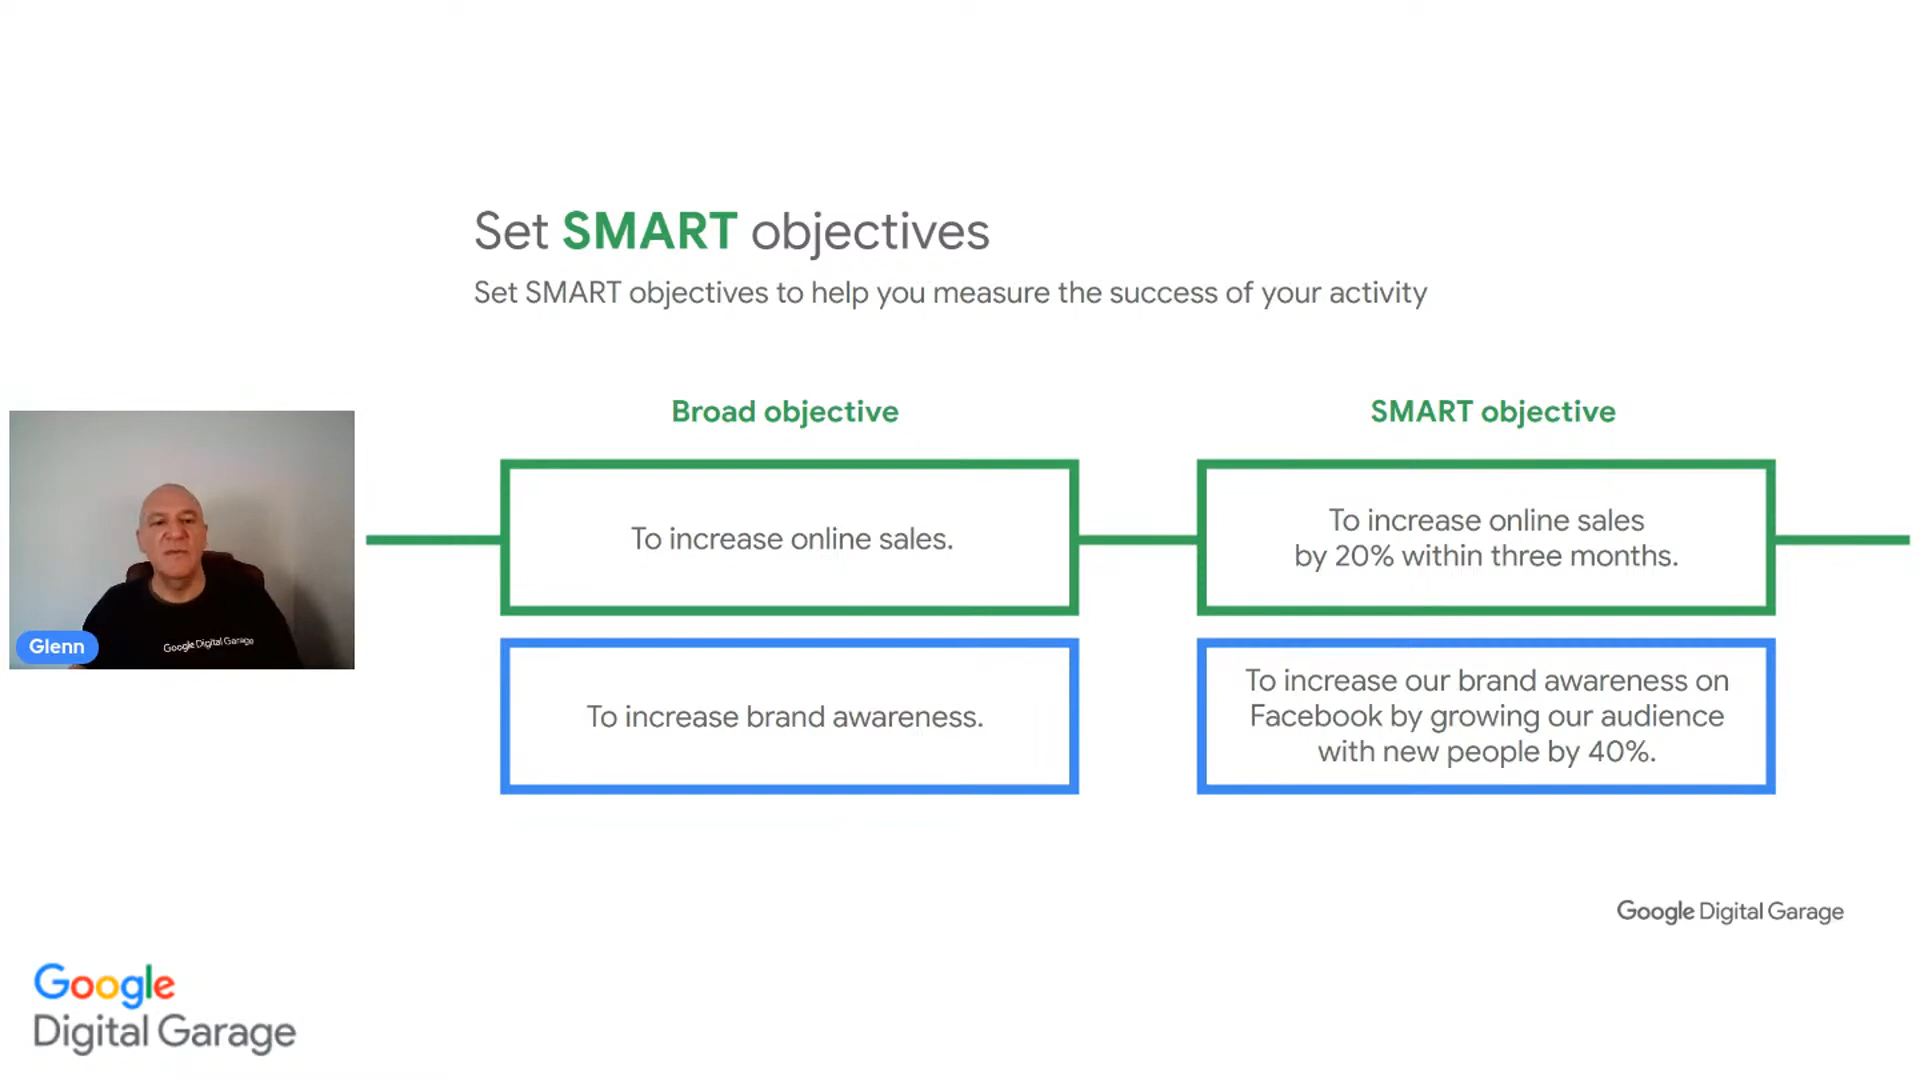 Set SMART objectives
Set SMART objectives to help you measure the success of your activity
Broad objective
SMART objective
To increase online sales.
To increase online sales
by 20% within three months.
To increase brand awareness.
To increase our brand awareness on
Facebook by growing our audience
with new people by 40%.
Google Digital Garage
Glenn
Google Digital Garage
Google
Digital Garage